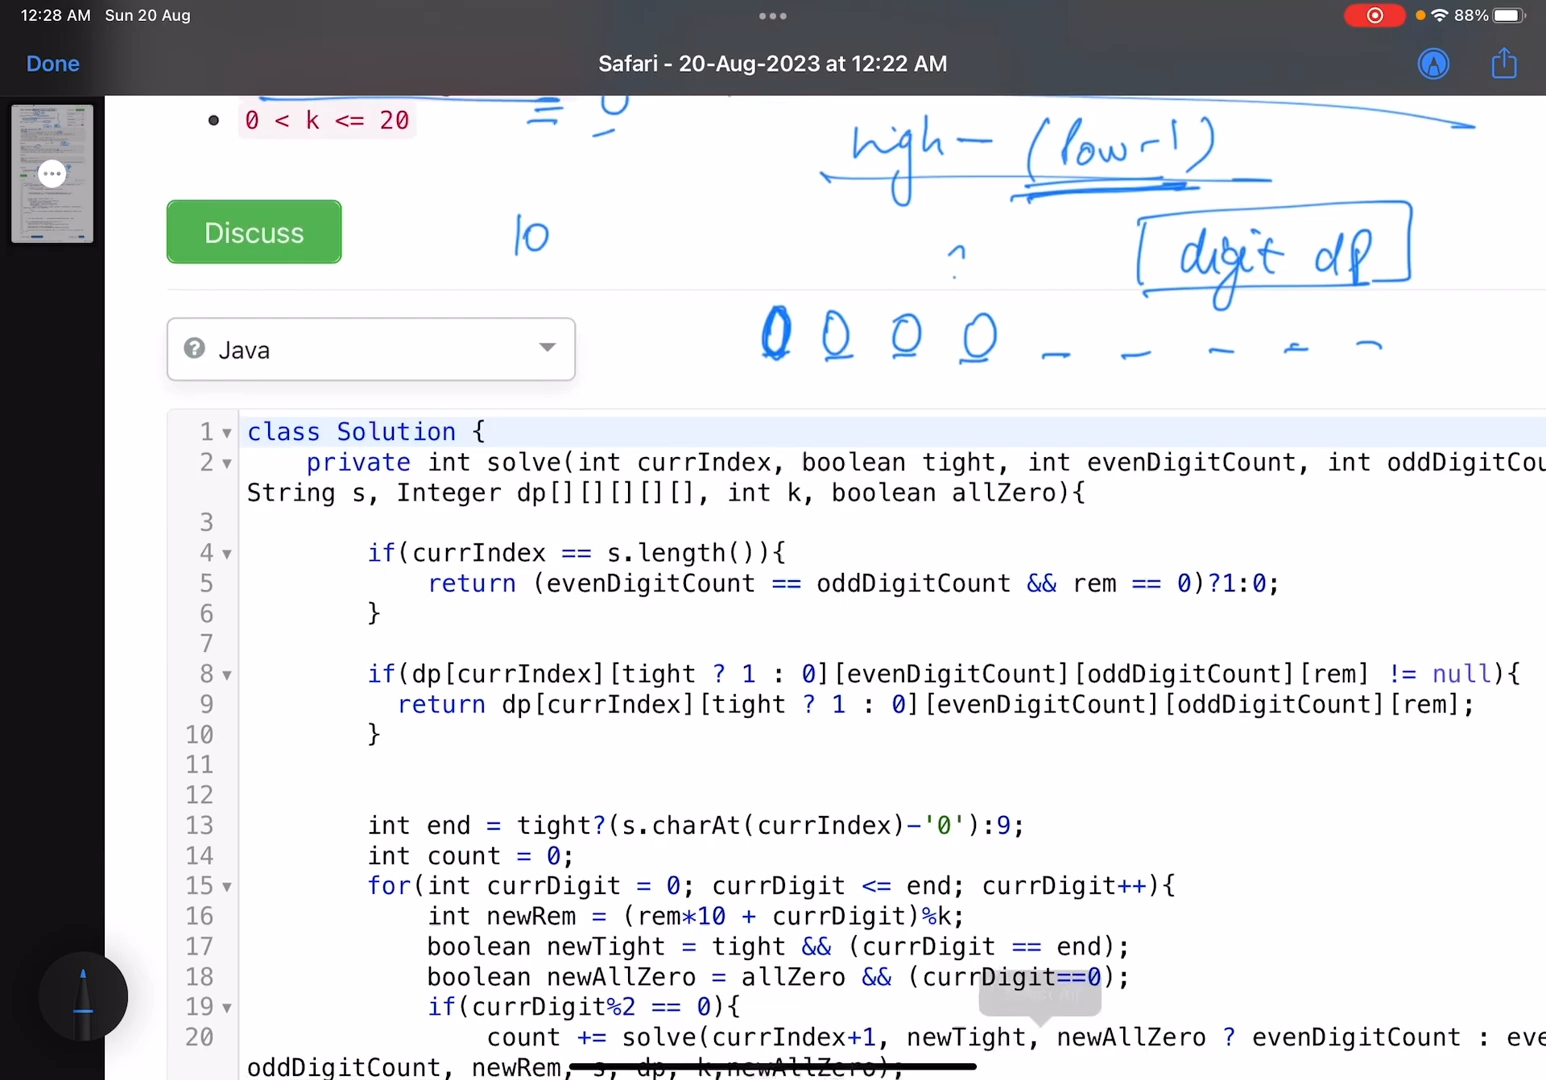 12:28 AM Sun 20 Aug
88%
Done
Safari - 20-Aug-2023 at 12:22 AM
0 < k <= 20
high - (low-1)
Discuss
10
?
digit dp
Java
0 0 0 0 _ _ _ _ _
1 class Solution {
2 private int solve(int currIndex, boolean tight, int evenDigitCount, int oddDigitCou
String s, Integer dp[][][][][], int k, boolean allZero){
3
4 if(currIndex == s.length()){
5 return (evenDigitCount == oddDigitCount && rem == 0)?1:0;
6 }
7
8 if(dp[currIndex][tight ? 1 : 0][evenDigitCount][oddDigitCount][rem] != null){
9 return dp[currIndex][tight ? 1 : 0][evenDigitCount][oddDigitCount][rem];
10 }
11
12
13 int end = tight?(s.charAt(currIndex)-'0'):9;
14 int count = 0;
15 for(int currDigit = 0; currDigit <= end; currDigit++){
16 int newRem = (rem*10 + currDigit)%k;
17 boolean newTight = tight && (currDigit == end);
18 boolean newAllZero = allZero && (currDigit==0);
19 if(currDigit%2 == 0){
20 count += solve(currIndex+1, newTight, newAllZero ? evenDigitCount : eve
oddDigitCount, newRem, s, dp, k,newAllZero);